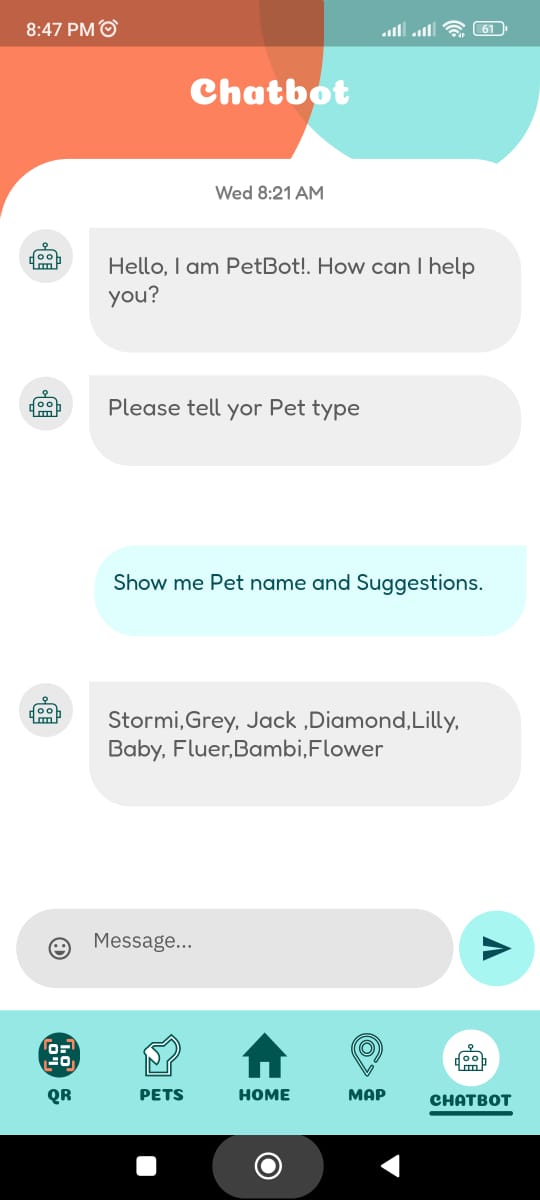 8:47 PM
61
Chatbot
Wed 8:21 AM
Hello, I am PetBot!. How can I help
you?
Please tell yor Pet type
Show me Pet name and Suggestions.
Stormi,Grey, Jack ,Diamond,Lilly,
Baby, Fluer,Bambi,Flower
Message...
QR
PETS
HOME
MAP
CHATBOT